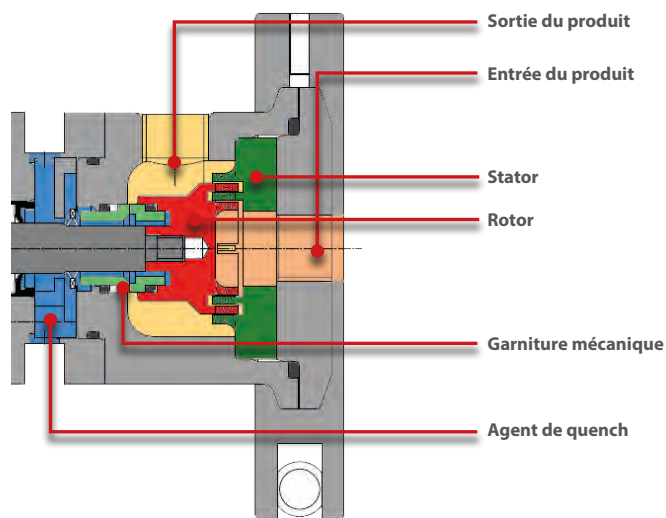 Sortie du produit
Entrée du produit
Stator
Rotor
Garniture mécanique
Agent de quench